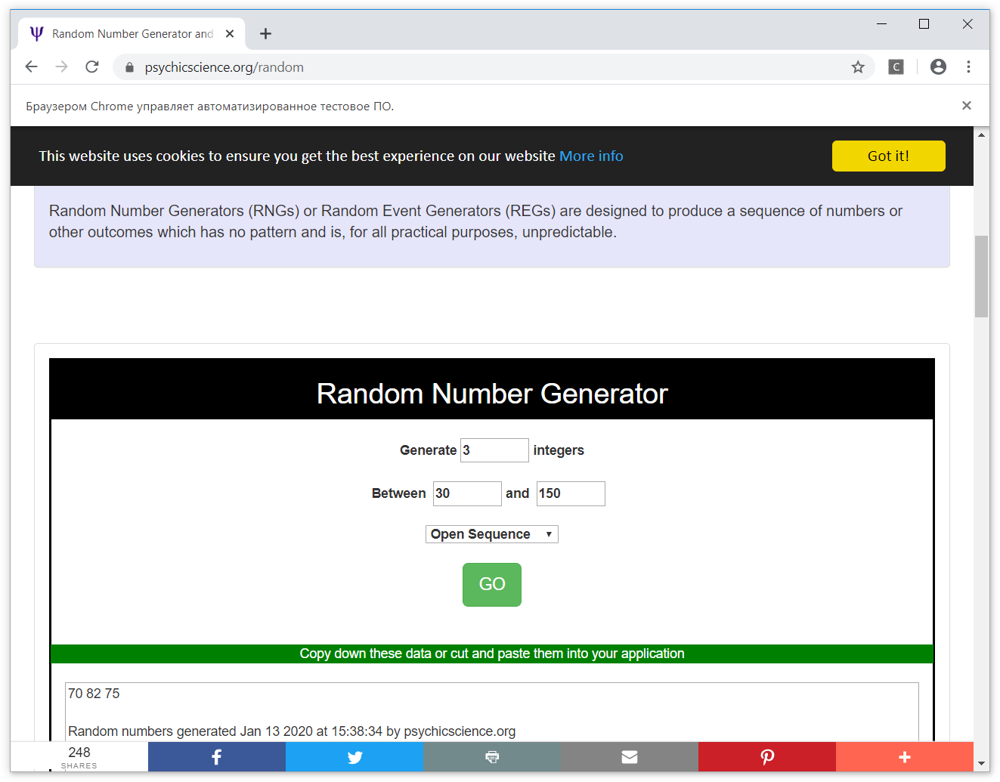 Random Number Generator and
psychicscience.org/random
C
Браузером Chrome управляет автоматизированное тестовое ПО.
This website uses cookies to ensure you get the best experience on our website More info
Got it!
Random Number Generators (RNGs) or Random Event Generators (REGs) are designed to produce a sequence of numbers or
other outcomes which has no pattern and is, for all practical purposes, unpredictable.
Random Number Generator
Generate 3 integers
Between 30 and 150
Open Sequence
GO
Copy down these data or cut and paste them into your application
70 82 75
Random numbers generated Jan 13 2020 at 15:38:34 by psychicscience.org
248
SHARES